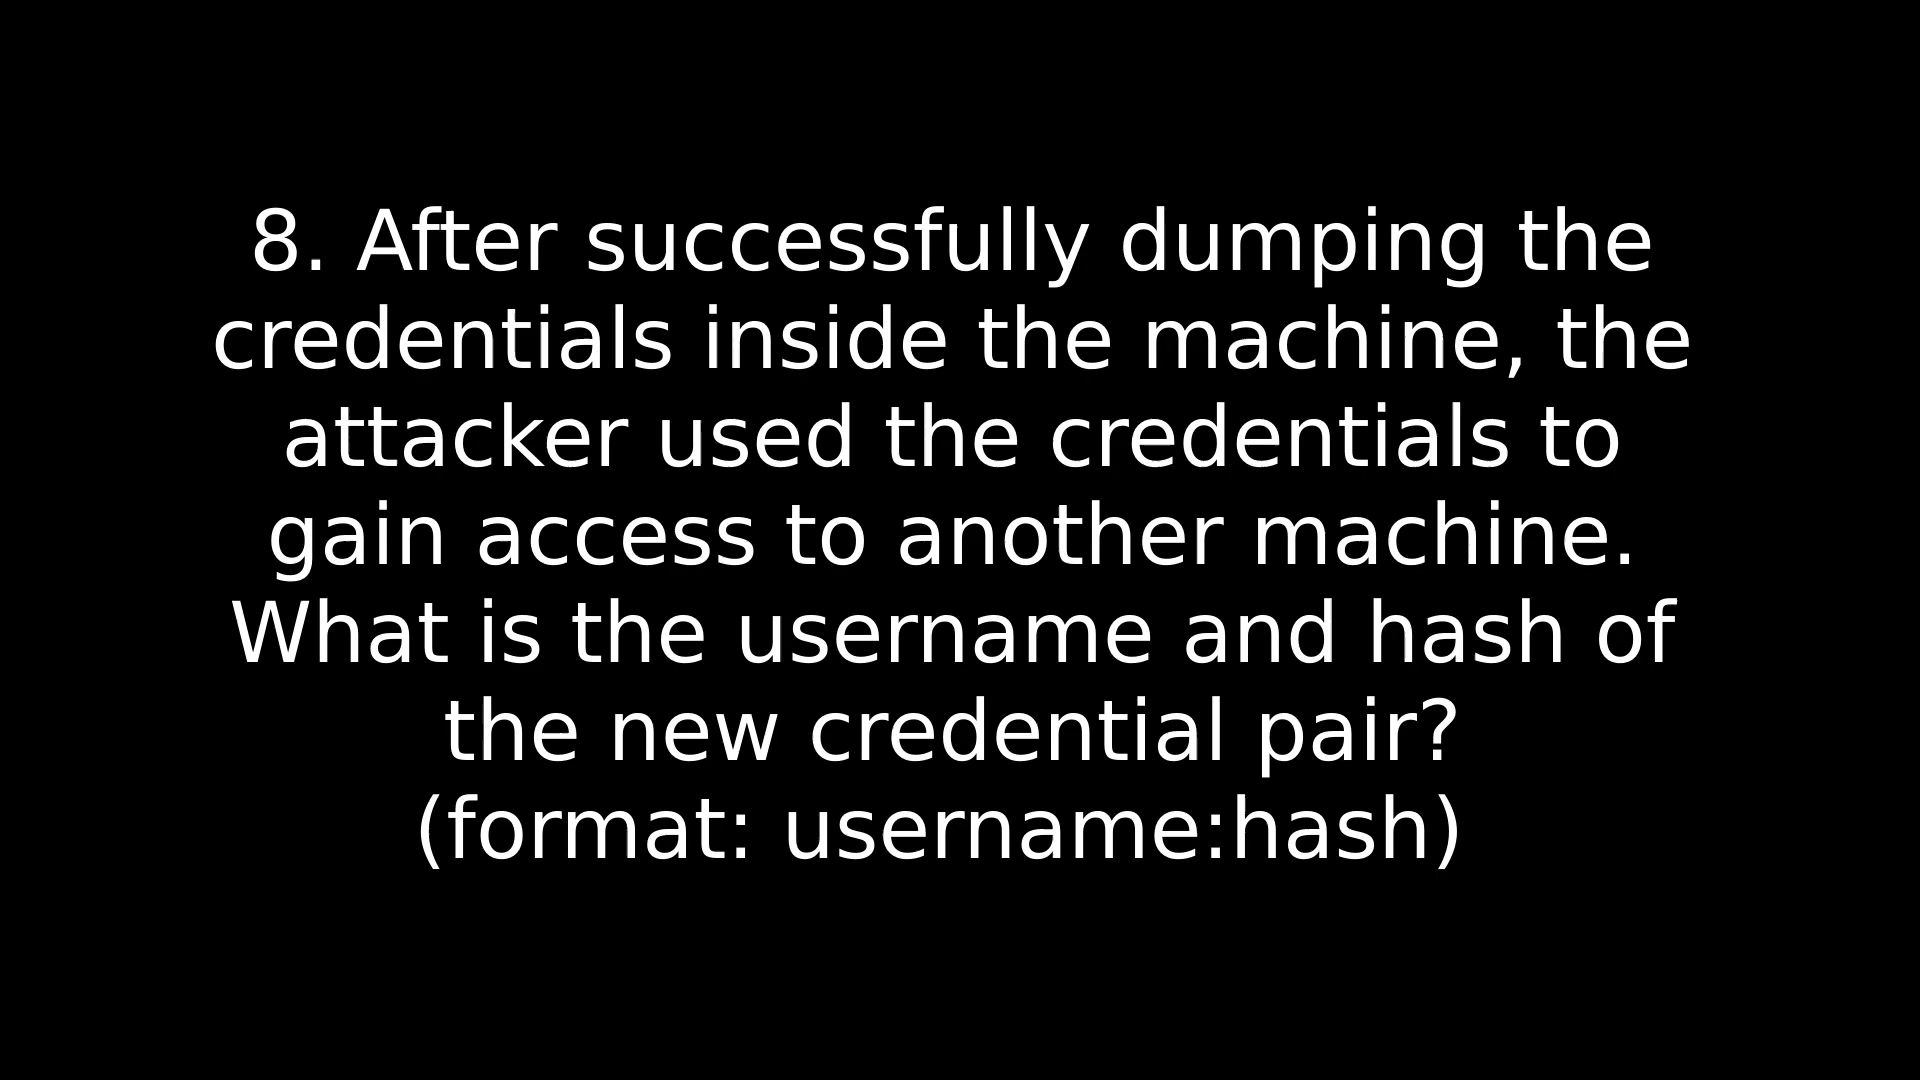 8. After successfully dumping the
credentials inside the machine, the
attacker used the credentials to
gain access to another machine.
What is the username and hash of
the new credential pair?
(format: username:hash)